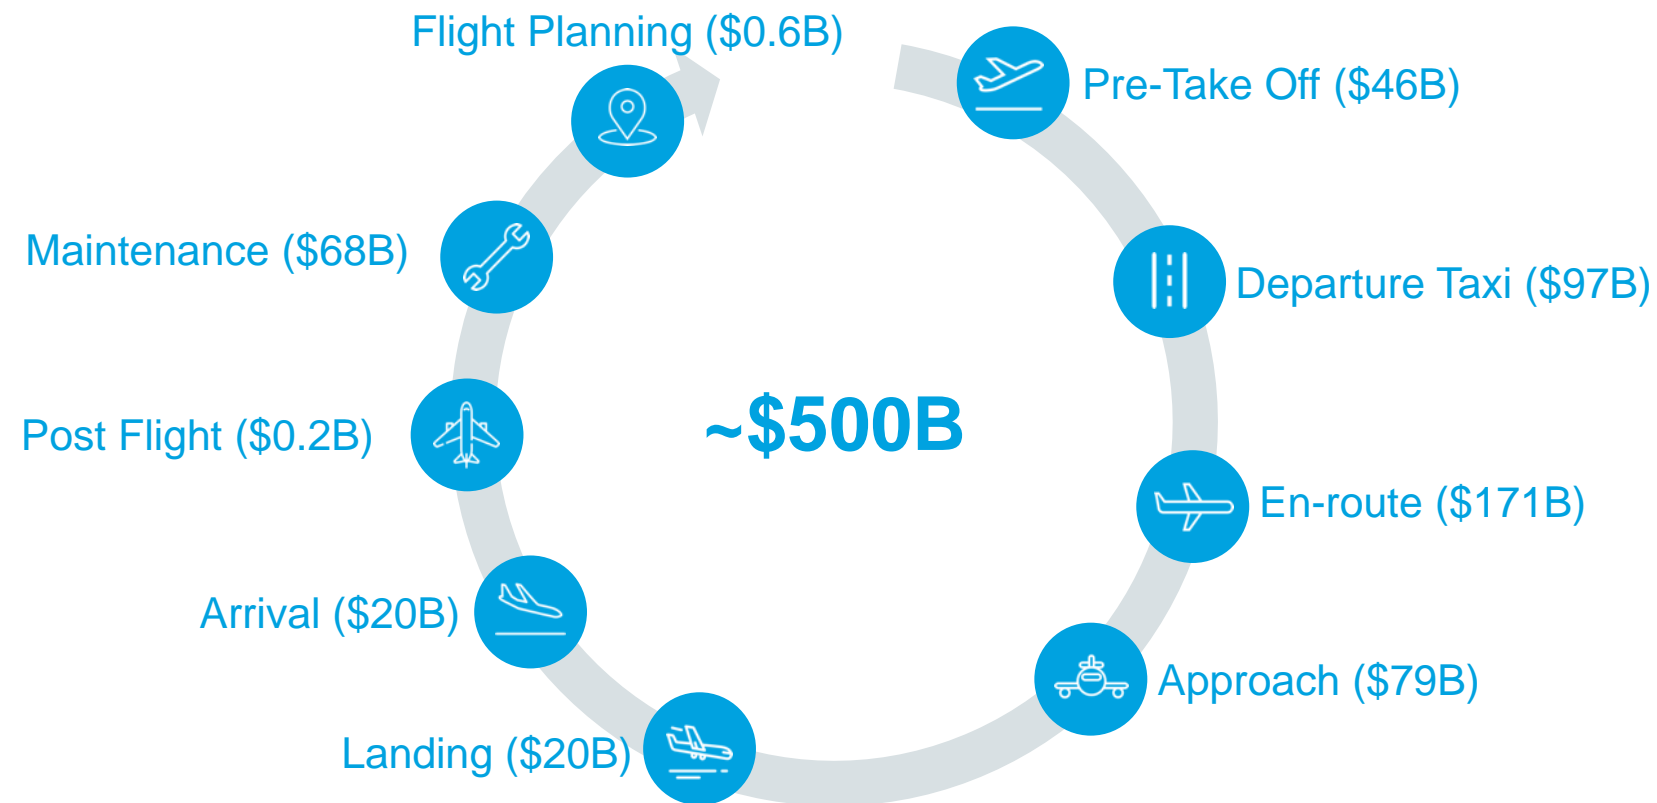 Flight Planning ($0.6B)
Pre-Take Off ($46B)
Maintenance ($68B)
Departure Taxi ($97B)
~$500B
Post Flight ($0.2B)
En-route ($171B)
Arrival ($20B)
Approach ($79B)
Landing ($20B)